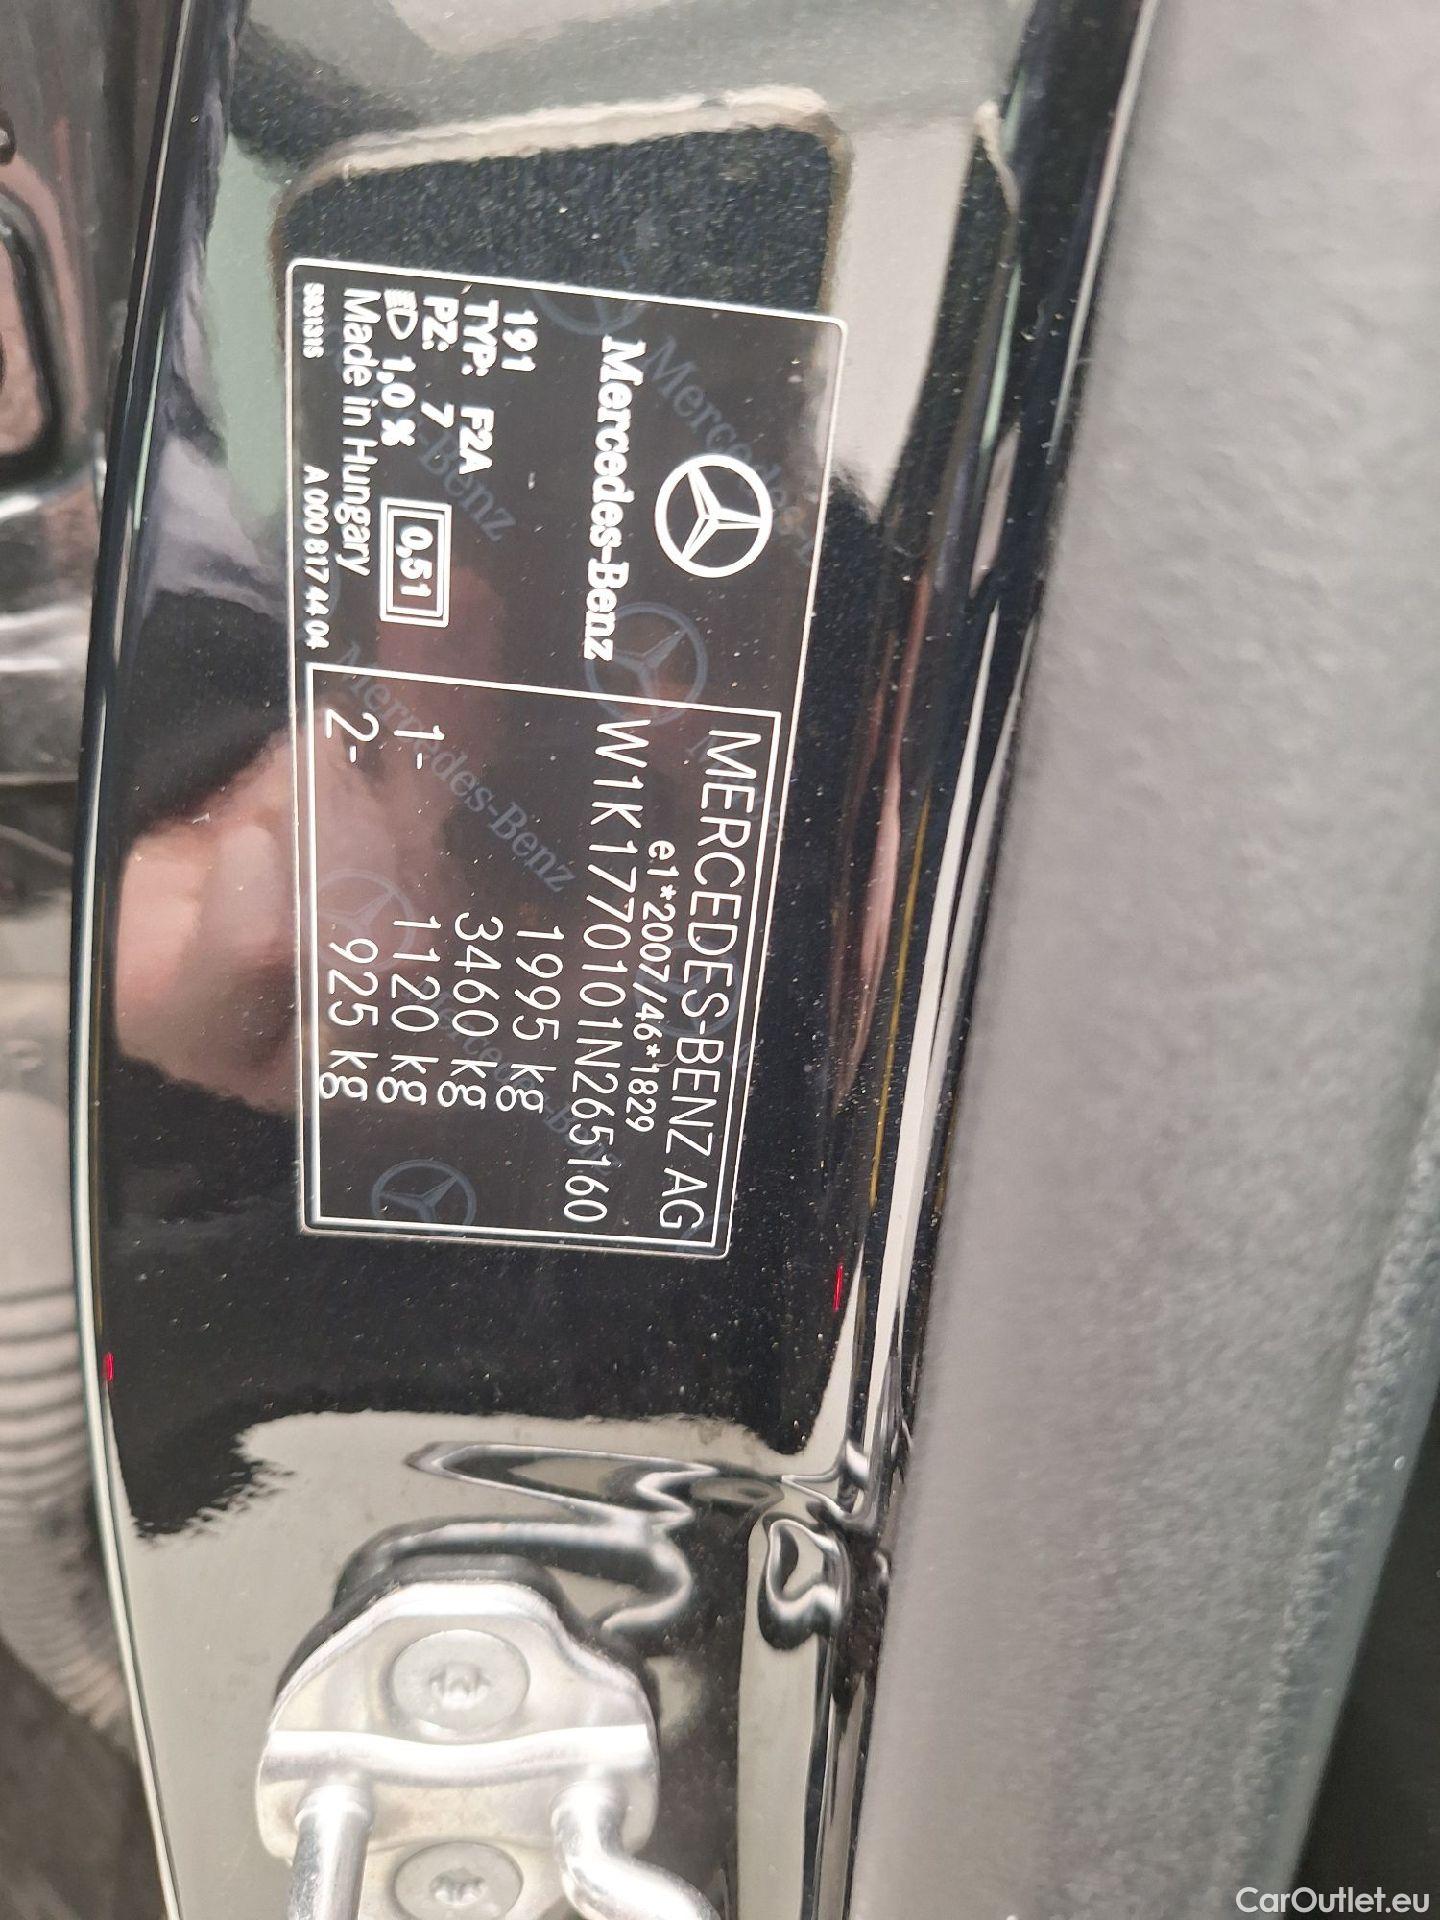 Mercedes-Benz
191
TYP: F2A
PZ: 7
1,0 %
0,51
Made in Hungary
A 000 817 44 04
MERCEDES-BENZ AG
e1*2007/46*1829
W1K1770101N265160
1995 kg
3460 kg
1- 1120 kg
2- 925 kg
CarOutlet.eu